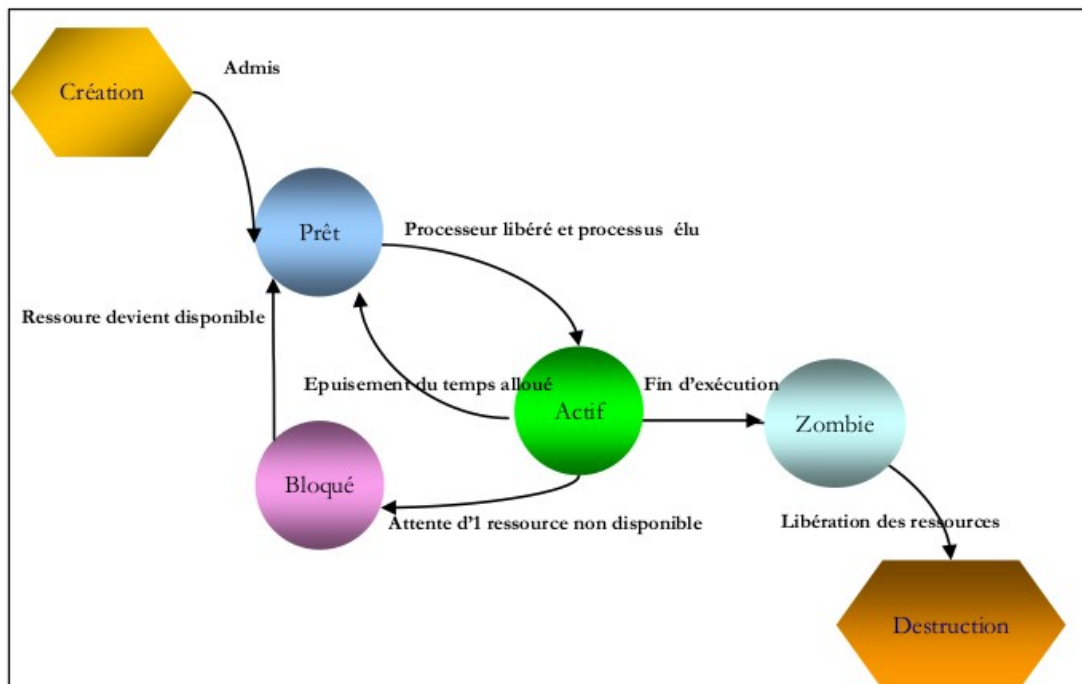 Création
Admis
Prêt
Processeur libéré et processus élu
Ressoure devient disponible
Epuisement du temps alloué
Actif
Fin d'exécution
Zombie
Bloqué
Attente d'1 ressource non disponible
Libération des ressources
Destruction